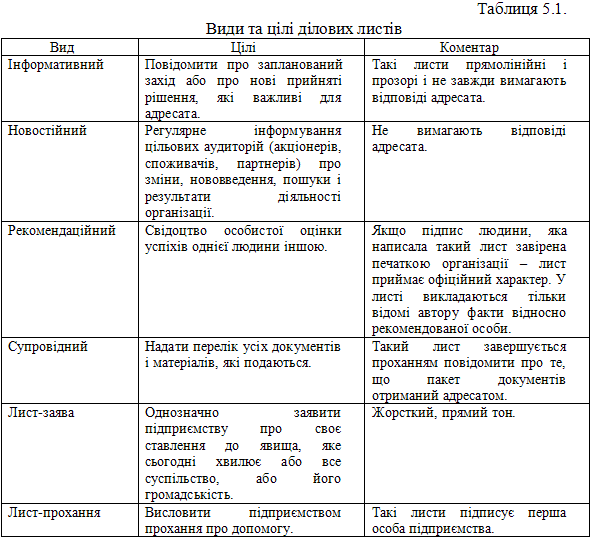 Таблиця 5.1.
Види та цілі ділових листів
Вид
Цілі
Коментар
Інформативний
Повідомити про запланований
захід або про нові прийняті
рішення, які важливі для
адресата.
Такі листи прямолінійні і
прозорі і не завжди вимагають
відповіді адресата.
Новостійний
Регулярне інформування
цільових аудиторій (акціонерів,
споживачів, партнерів) про
зміни, нововведення, пошуки і
результати діяльності
організації.
Не вимагають відповіді
адресата.
Рекомендаційний
Свідоцтво особистої оцінки
успіхів однієї людини іншою.
Якщо підпис людини, яка
написала такий лист завірена
печаткою організації – лист
приймає офіційний характер. У
листі викладаються тільки
відомі автору факти відносно
рекомендованої особи.
Супровідний
Надати перелік усіх документів
і матеріалів, які подаються.
Такий лист завершується
проханням повідомити про те,
що пакет документів
отриманий адресатом.
Лист-заява
Однозначно заявити
підприємству про своє
ставлення до явища, яке
сьогодні хвилює або все
суспільство, або його
громадськість.
Жорсткий, прямий тон.
Лист-прохання
Висловити підприємством
прохання про допомогу.
Такі листи підписує перша
особа підприємства.